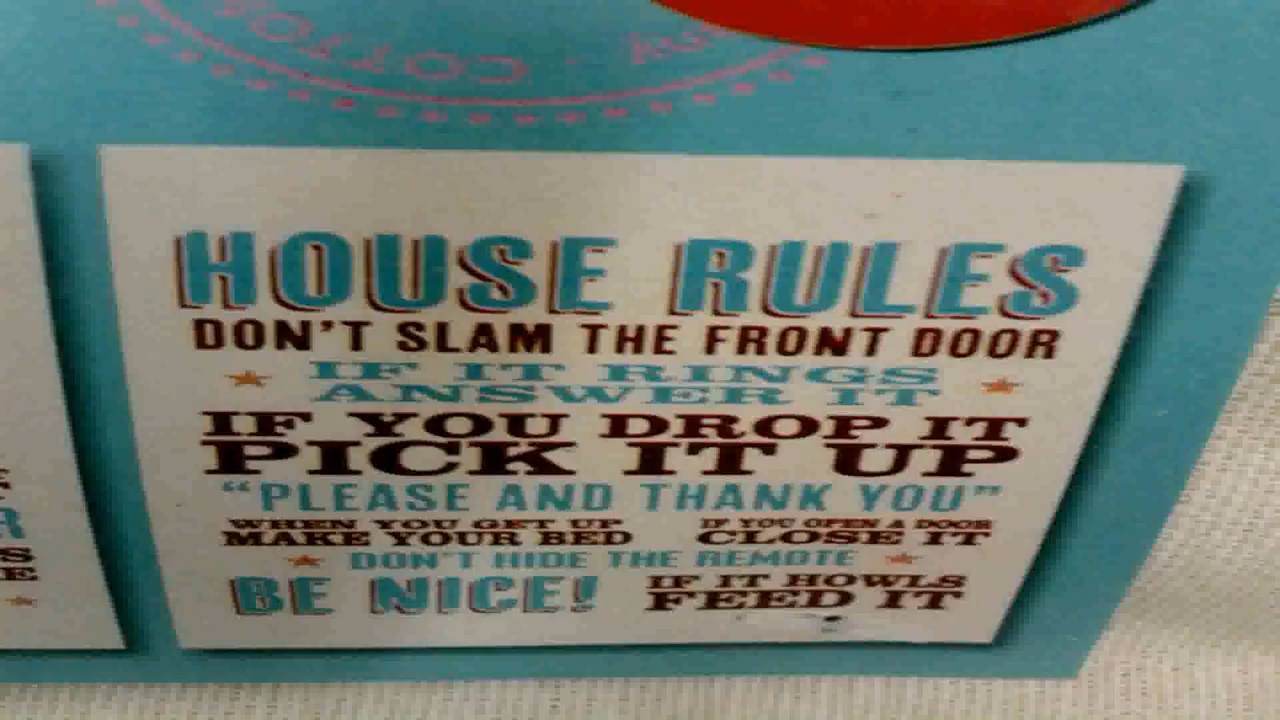 COTTO
HOUSE RULES
DON'T SLAM THE FRONT DOOR
IF IT RINGS
ANSWER IT
IF YOU DROP IT
PICK IT UP
"PLEASE AND THANK YOU"
WHEN YOU GET UP
MAKE YOUR BED
IF YOU OPEN A DOOR
CLOSE IT
DON'T HIDE THE REMOTE
BE NICE!
IF IT HOWLS
FEED IT